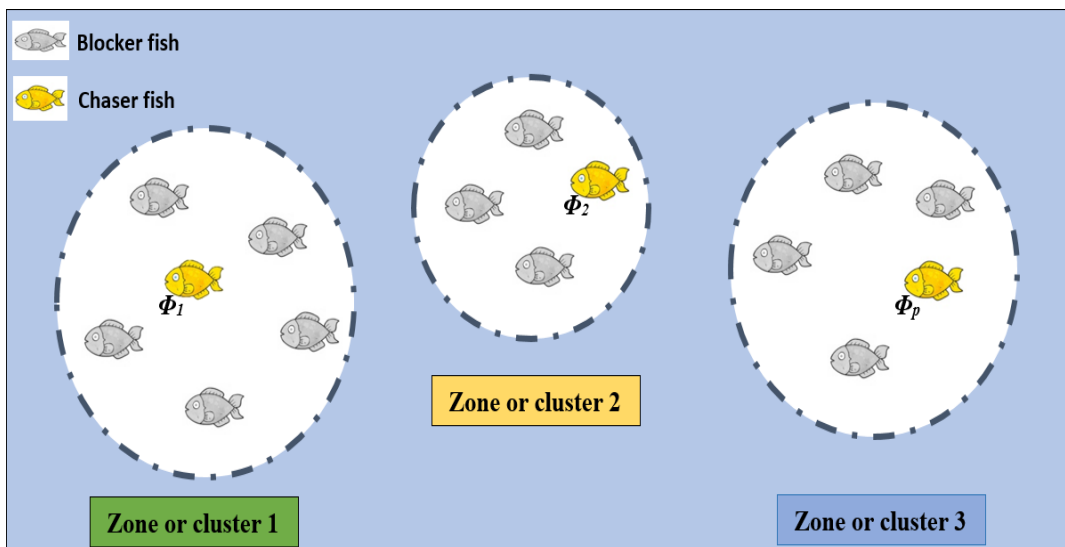 Blocker fish
Chaser fish
Φ1
Φ2
Φp
Zone or cluster 1
Zone or cluster 2
Zone or cluster 3